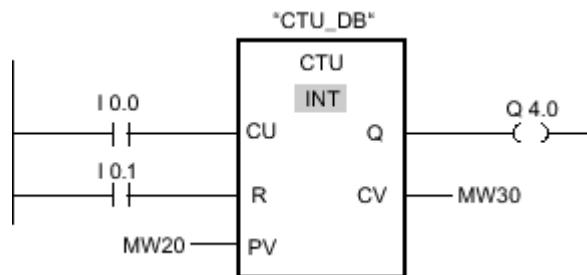 "CTU_DB"
CTU
INT
I 0.0
Q 4.0
CU
Q
I 0.1
R
CV
MW30
MW20
PV